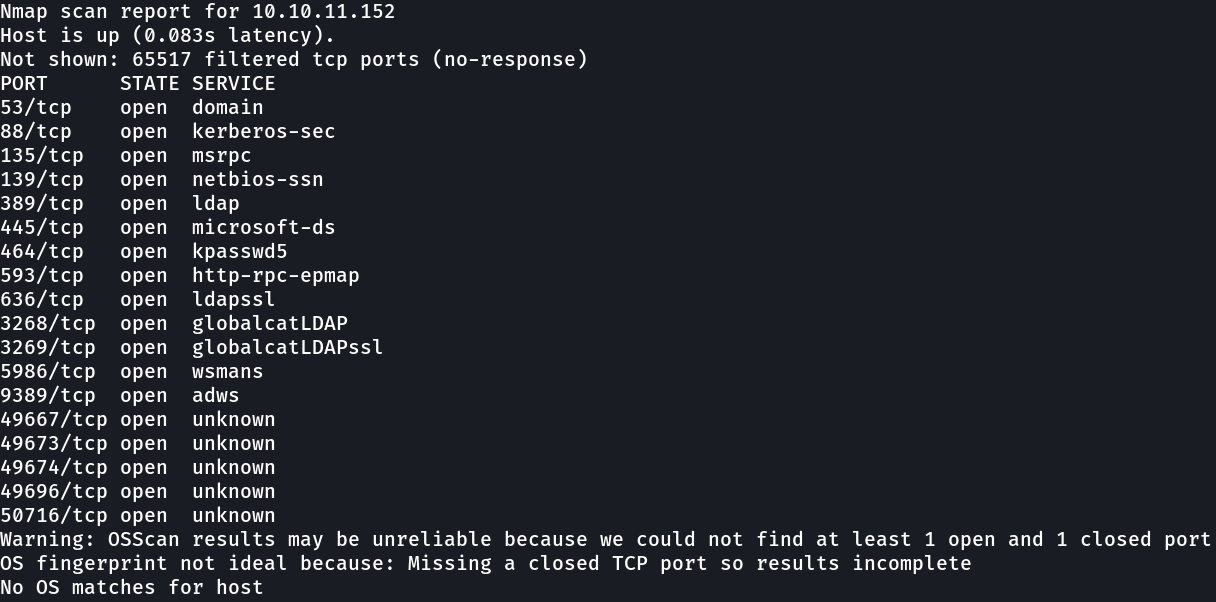 Nmap scan report for 10.10.11.152
Host is up (0.083s latency).
Not shown: 65517 filtered tcp ports (no-response)
PORT      STATE SERVICE
53/tcp    open  domain
88/tcp    open  kerberos-sec
135/tcp   open  msrpc
139/tcp   open  netbios-ssn
389/tcp   open  ldap
445/tcp   open  microsoft-ds
464/tcp   open  kpasswd5
593/tcp   open  http-rpc-epmap
636/tcp   open  ldapssl
3268/tcp  open  globalcatLDAP
3269/tcp  open  globalcatLDAPssl
5986/tcp  open  wsmans
9389/tcp  open  adws
49667/tcp open  unknown
49673/tcp open  unknown
49674/tcp open  unknown
49696/tcp open  unknown
50716/tcp open  unknown
Warning: OSScan results may be unreliable because we could not find at least 1 open and 1 closed port
OS fingerprint not ideal because: Missing a closed TCP port so results incomplete
No OS matches for host